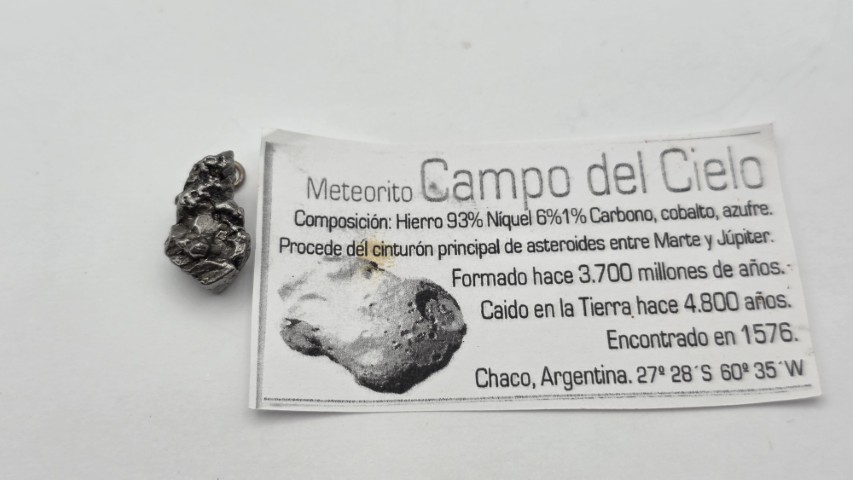 Meteorito Campo del Cielo
Composición: Hierro 93% Níquel 6%1% Carbono, cobalto, azufre.
Procede del cinturón principal de asteroides entre Marte y Júpiter.
Formado hace 3.700 millones de años.
Caido en la Tierra hace 4.800 años.
Encontrado en 1576.
Chaco, Argentina. 27º 28´S 60º 35´W